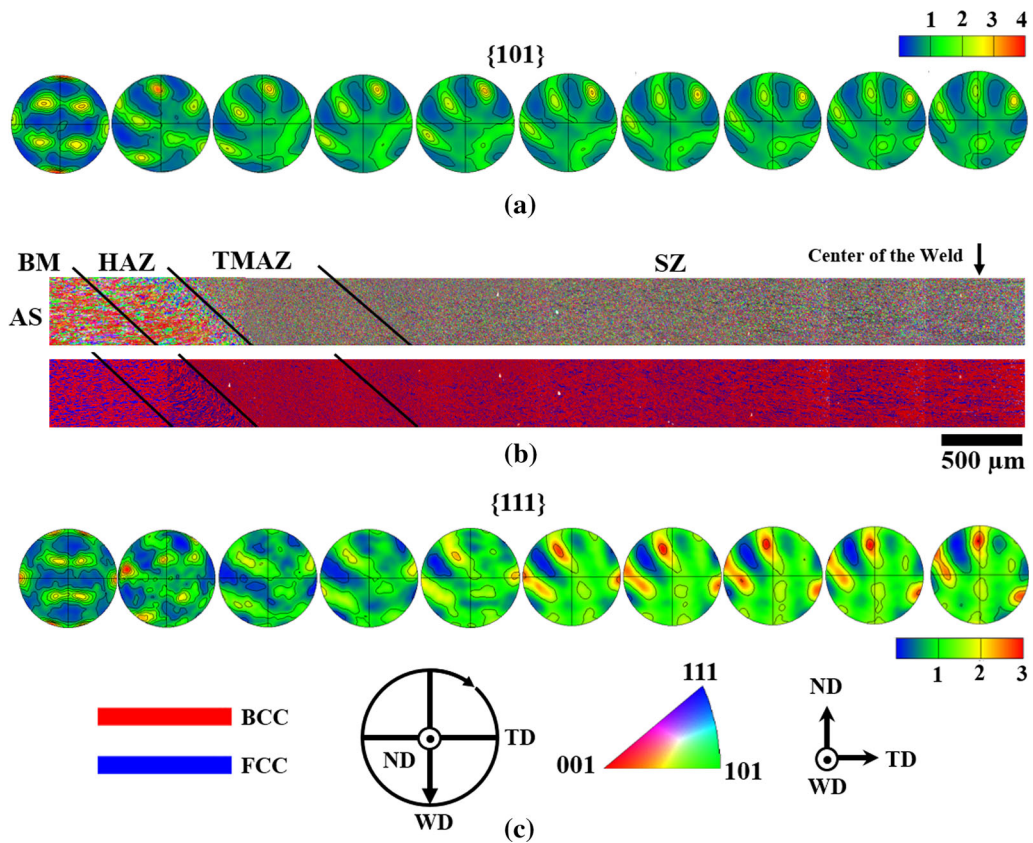 1 2 3 4
{101}
(a)
BM HAZ TMAZ SZ Center of the Weld
AS
(b)
500 µm
{111}
1 2 3
111
ND
BCC
ND TD
TD
FCC
001 101
WD
WD
(c)